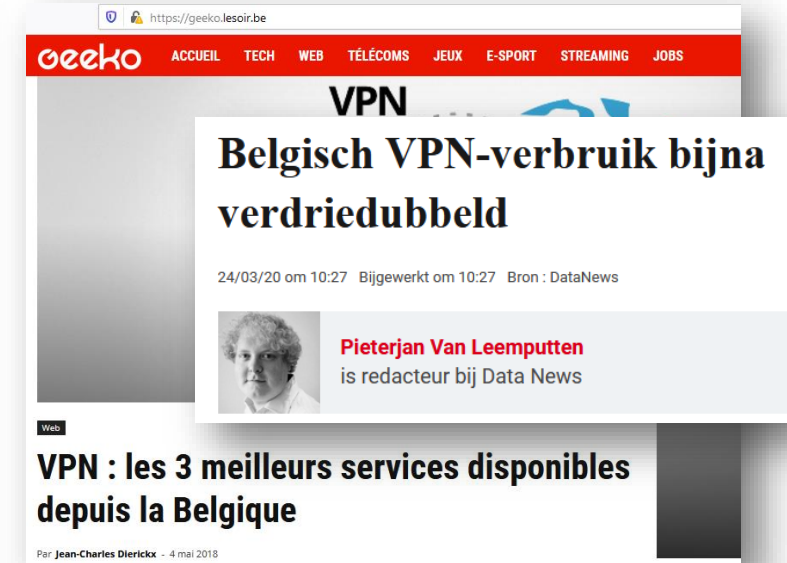 https://geeko.lesoir.be
Geeko ACCUEIL TECH WEB TÉLÉCOMS JEUX E-SPORT STREAMING JOBS
VPN
Belgisch VPN-verbruik bijna
verdriedubbeld
24/03/20 om 10:27 Bijgewerkt om 10:27 Bron : DataNews
Pieterjan Van Leemputten
is redacteur bij Data News
Web
VPN : les 3 meilleurs services disponibles
depuis la Belgique
Par Jean-Charles Dierickx - 4 mai 2018